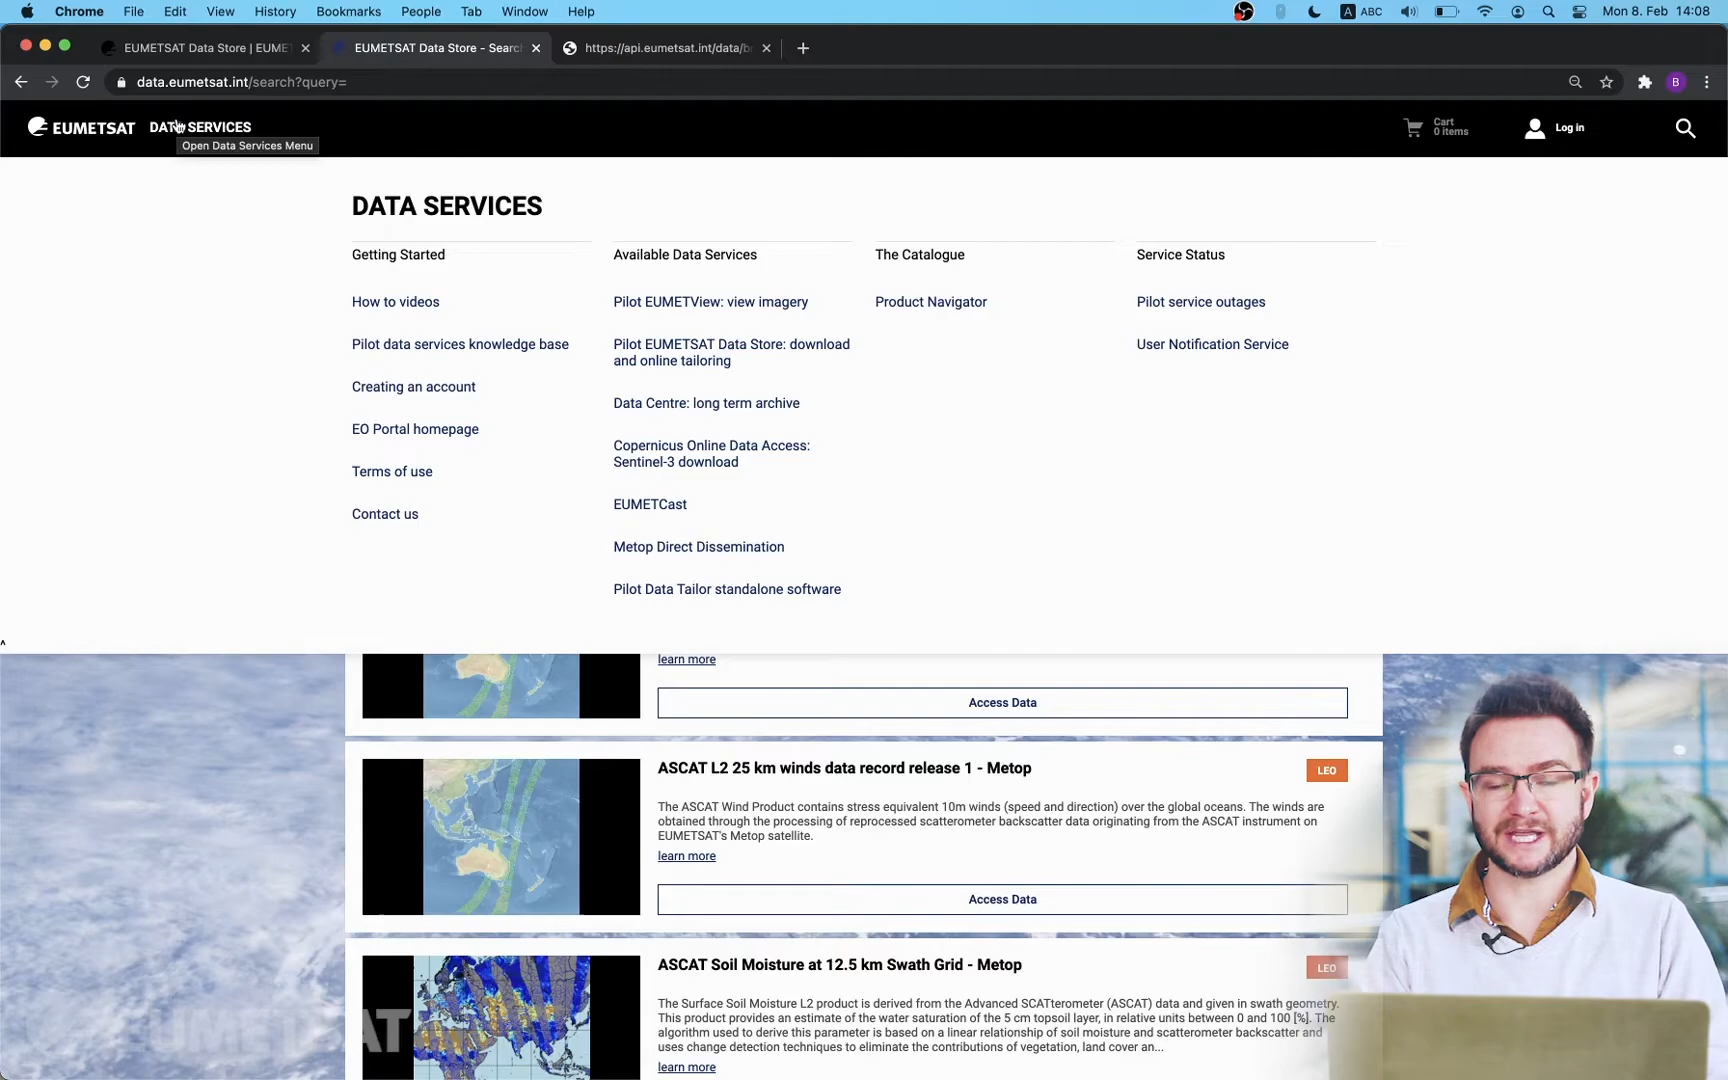 Chrome File Edit View History Bookmarks People Tab Window Help A ABC Mon 8. Feb 14:08
EUMETSAT Data Store | EUMET EUMETSAT Data Store - Search https://api.eumetsat.int/data/br
data.eumetsat.int/search?query= B
EUMETSAT DATA SERVICES Cart
0 items
Log in
Open Data Services Menu
DATA SERVICES
Getting Started
How to videos
Pilot data services knowledge base
Creating an account
EO Portal homepage
Terms of use
Contact us
Available Data Services
Pilot EUMETView: view imagery
Pilot EUMETSAT Data Store: download
and online tailoring
Data Centre: long term archive
Copernicus Online Data Access:
Sentinel-3 download
EUMETCast
Metop Direct Dissemination
Pilot Data Tailor standalone software
The Catalogue
Product Navigator
Service Status
Pilot service outages
User Notification Service
^
learn more
Access Data
ASCAT L2 25 km winds data record release 1 - Metop
LEO
The ASCAT Wind Product contains stress equivalent 10m winds (speed and direction) over the global oceans. The winds are
obtained through the processing of reprocessed scatterometer backscatter data originating from the ASCAT instrument on
EUMETSAT's Metop satellite.
learn more
Access Data
ASCAT Soil Moisture at 12.5 km Swath Grid - Metop
LEO
The Surface Soil Moisture L2 product is derived from the Advanced SCATterometer (ASCAT) data and given in swath geometry.
This product provides an estimate of the water saturation of the 5 cm topsoil layer, in relative units between 0 and 100 [%]. The
algorithm used to derive this parameter is based on a linear relationship of soil moisture and scatterometer backscatter and
uses change detection techniques to eliminate the contributions of vegetation, land cover an...
learn more